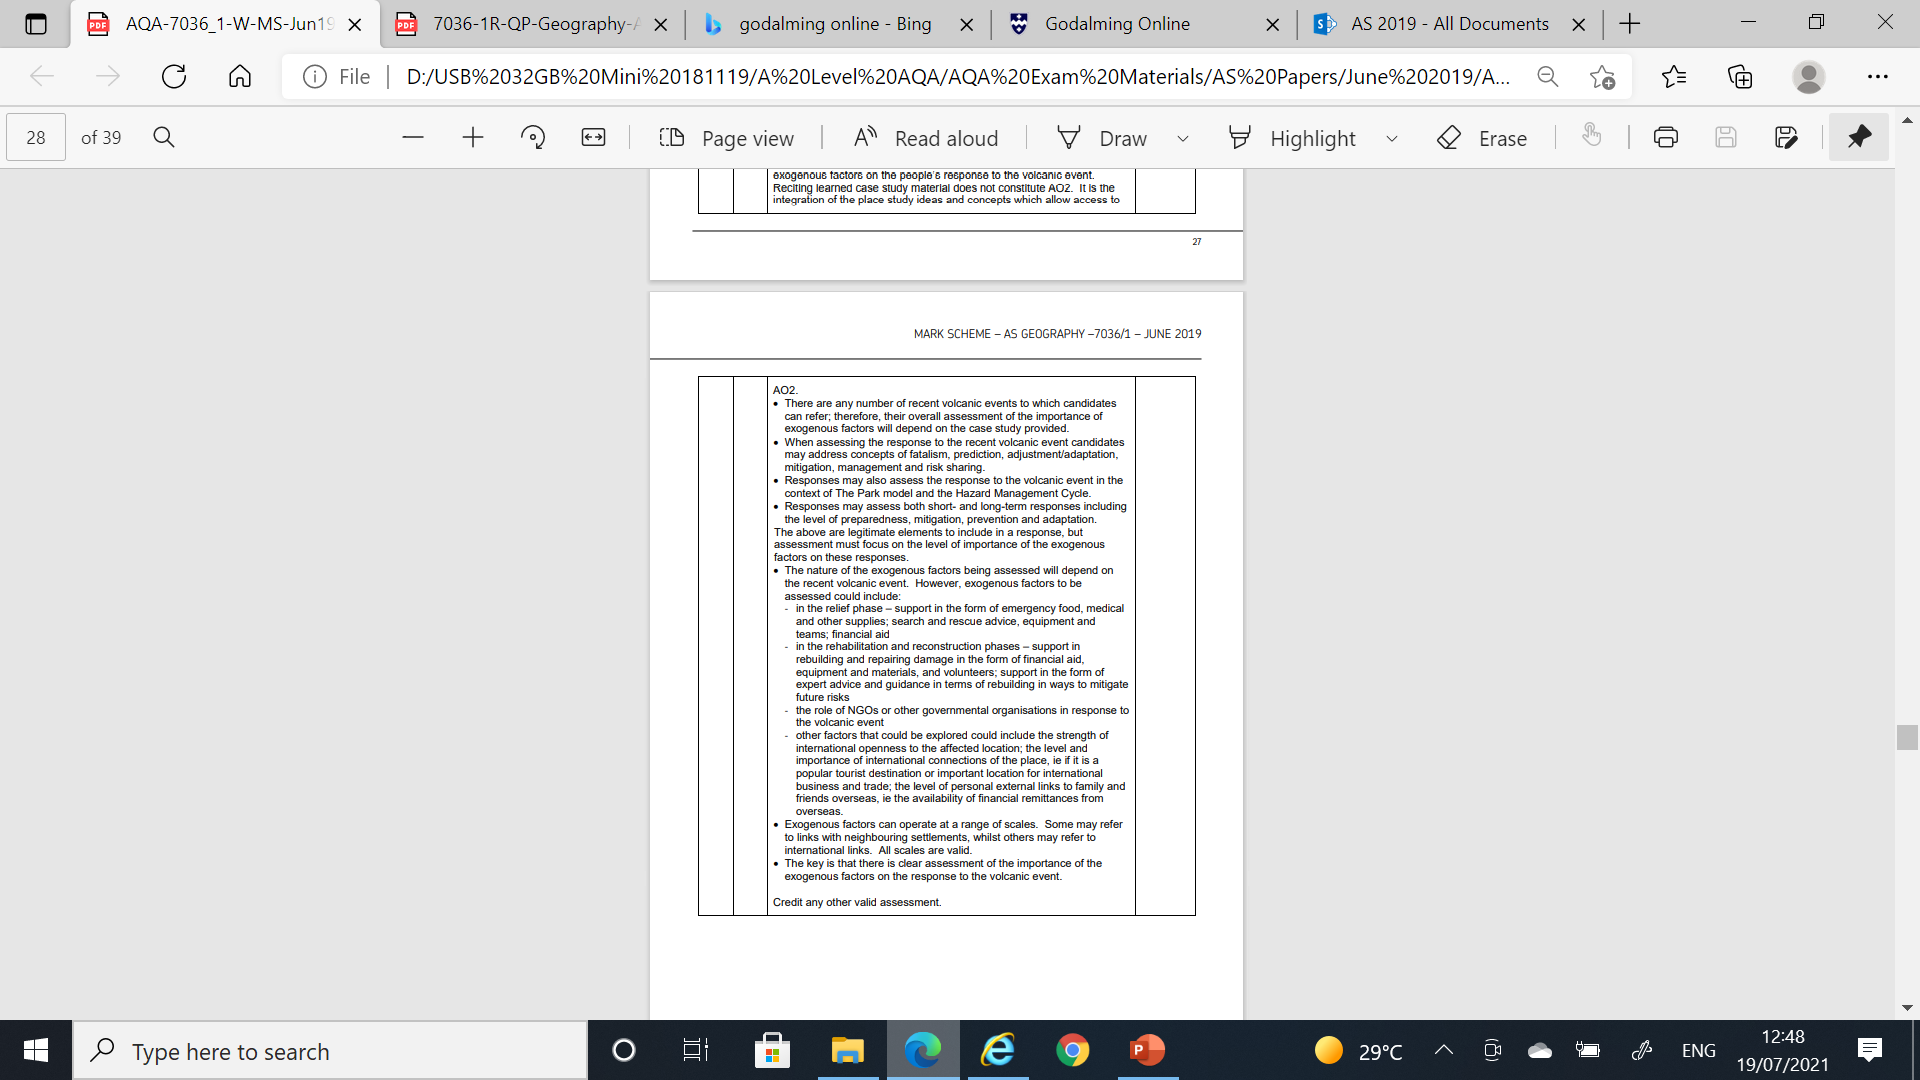 AQA-7036_1-W-MS-Jun19
7036-1R-QP-Geography-A
godalming online - Bing
Godalming Online
AS 2019 - All Documents
File
D:/USB%2032GB%20Mini%20181119/A%20Level%20AQA/AQA%20Exam%20Materials/AS%20Papers/June%202019/A...
28 of 39
Page view
Read aloud
Draw
Highlight
Erase
exogenous factors on the people's response to the volcanic event.
Reciting learned case study material does not constitute AO2. It is the
integration of the place study ideas and concepts which allow access to
27
MARK SCHEME – AS GEOGRAPHY –7036/1 – JUNE 2019
AO2.
• There are any number of recent volcanic events to which candidates
can refer; therefore, their overall assessment of the importance of
exogenous factors will depend on the case study provided.
• When assessing the response to the recent volcanic event candidates
may address concepts of fatalism, prediction, adjustment/adaptation,
mitigation, management and risk sharing.
• Responses may also assess the response to the volcanic event in the
context of The Park model and the Hazard Management Cycle.
• Responses may assess both short- and long-term responses including
the level of preparedness, mitigation, prevention and adaptation.
The above are legitimate elements to include in a response, but
assessment must focus on the level of importance of the exogenous
factors on these responses.
• The nature of the exogenous factors being assessed will depend on
the recent volcanic event. However, exogenous factors to be
assessed could include:
- in the relief phase – support in the form of emergency food, medical
and other supplies; search and rescue advice, equipment and
teams; financial aid
- in the rehabilitation and reconstruction phases – support in
rebuilding and repairing damage in the form of financial aid,
equipment and materials, and volunteers; support in the form of
expert advice and guidance in terms of rebuilding in ways to mitigate
future risks
- the role of NGOs or other governmental organisations in response to
the volcanic event
- other factors that could be explored could include the strength of
international openness to the affected location; the level and
importance of international connections of the place, ie if it is a
popular tourist destination or important location for international
business and trade; the level of personal external links to family and
friends overseas, ie the availability of financial remittances from
overseas.
• Exogenous factors can operate at a range of scales. Some may refer
to links with neighbouring settlements, whilst others may refer to
international links. All scales are valid.
• The key is that there is clear assessment of the importance of the
exogenous factors on the response to the volcanic event.
Credit any other valid assessment.
Type here to search
29°C
ENG
12:48
19/07/2021